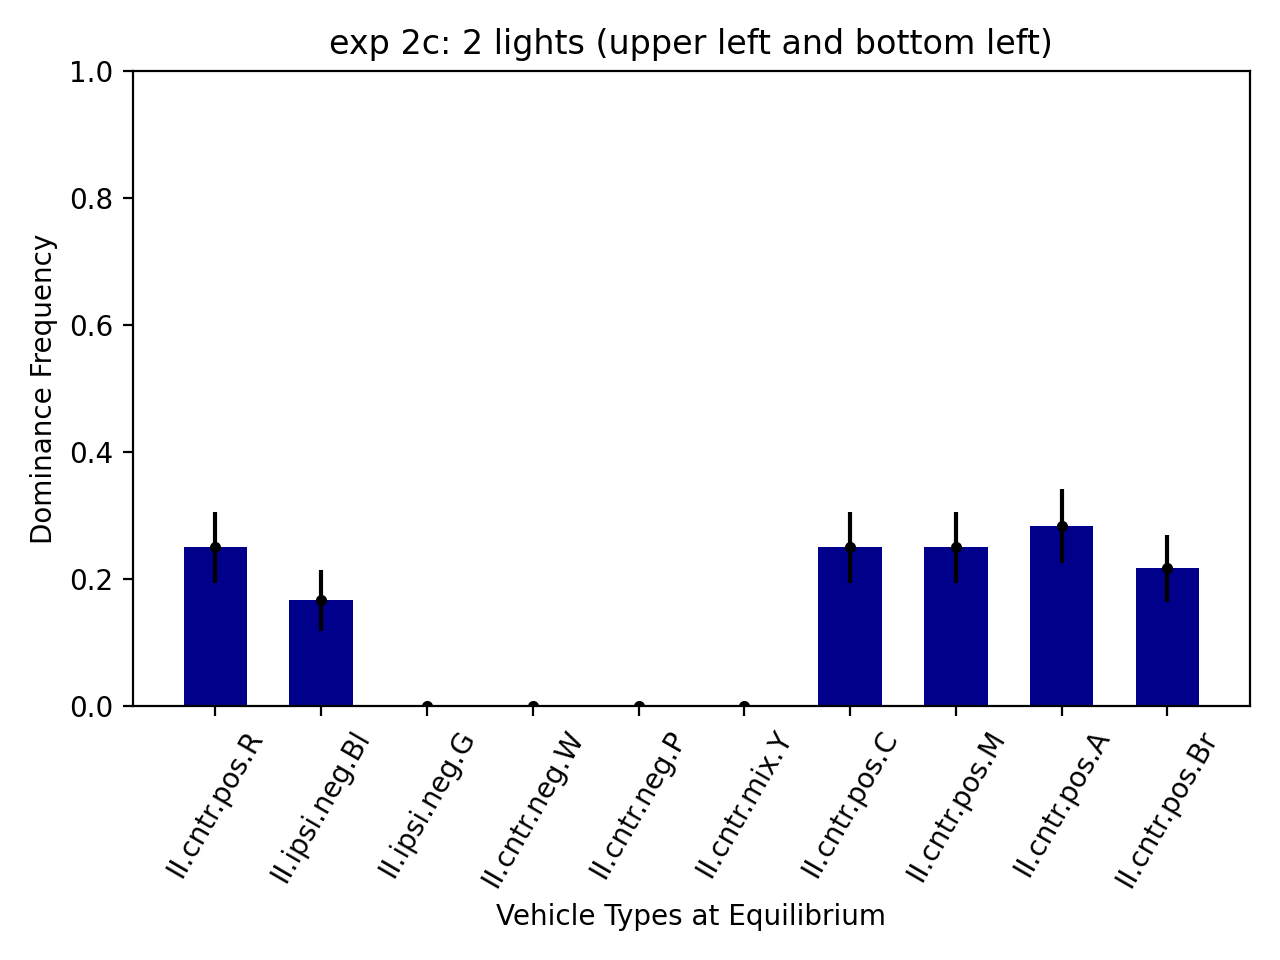 exp 2c: 2 lights (upper left and bottom left)
1.0
0.8
0.6
0.4
0.2
0.0
Dominance Frequency
II.cntr.pos.R
II.ipsi.neg.Bl
II.ipsi.neg.G
II.cntr.neg.W
II.cntr.neg.P
II.cntr.mix.Y
II.cntr.pos.C
II.cntr.pos.M
II.cntr.pos.A
II.cntr.pos.Br
Vehicle Types at Equilibrium